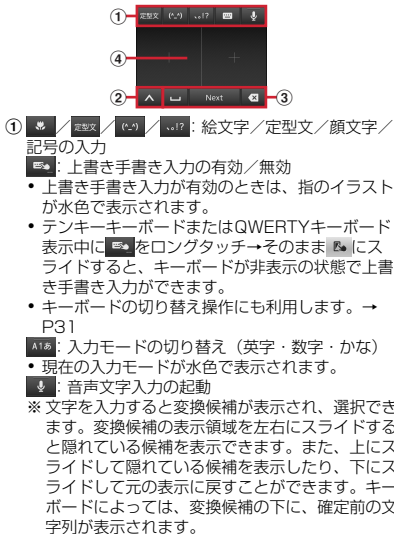 ① 定型文 (^_^) 、。!?
④
② Next ③
① ／定型文／(^_^)／、。!?：絵文字／定型文／顔文字／
記号の入力
：上書き手書き入力の有効／無効
• 上書き手書き入力が有効のときは、指のイラスト
が水色で表示されます。
• テンキーキーボードまたはQWERTYキーボード
表示中に をロングタッチ→そのまま にス
ライドすると、キーボードが非表示の状態で上書
き手書き入力ができます。
• キーボードの切り替え操作にも利用します。→
P31
A1あ：入力モードの切り替え（英字・数字・かな）
• 現在の入力モードが水色で表示されます。
：音声文字入力の起動
※ 文字を入力すると変換候補が表示され、選択でき
ます。変換候補の表示領域を左右にスライドする
と隠れている候補を表示できます。また、上にス
ライドして隠れている候補を表示したり、下にス
ライドして元の表示に戻すことができます。キー
ボードによっては、変換候補の下に、確定前の文
字列が表示されます。